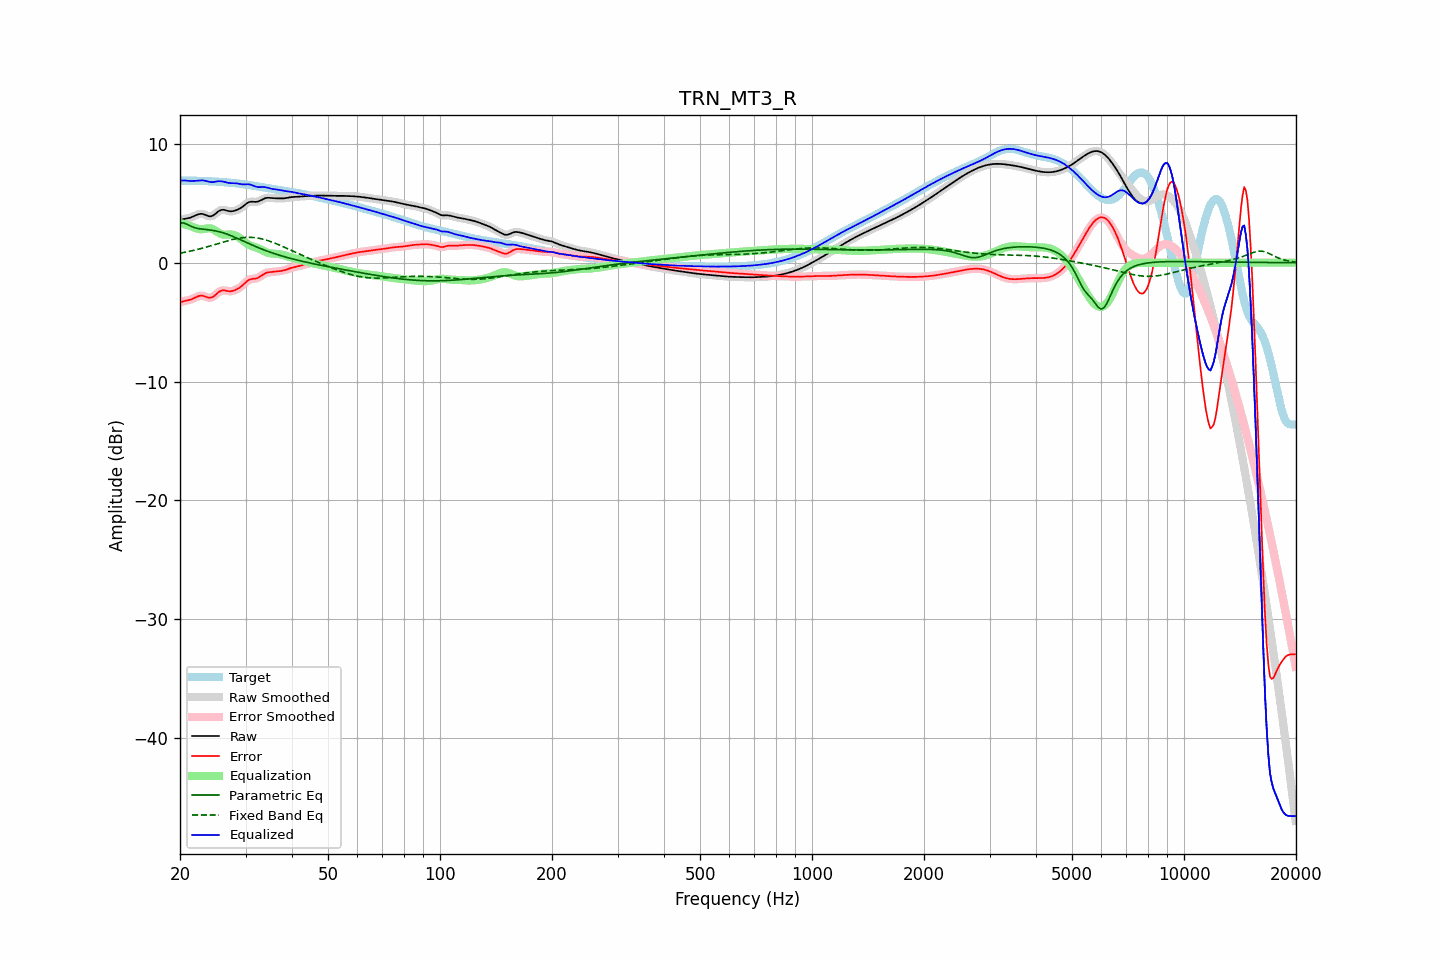 TRN_MT3_R
10
0
−10
−20
−30
−40
Amplitude (dBr)
Target
Raw Smoothed
Error Smoothed
Raw
Error
Equalization
Parametric Eq
Fixed Band Eq
Equalized
20 50 100 200 500 1000 2000 5000 10000 20000
Frequency (Hz)